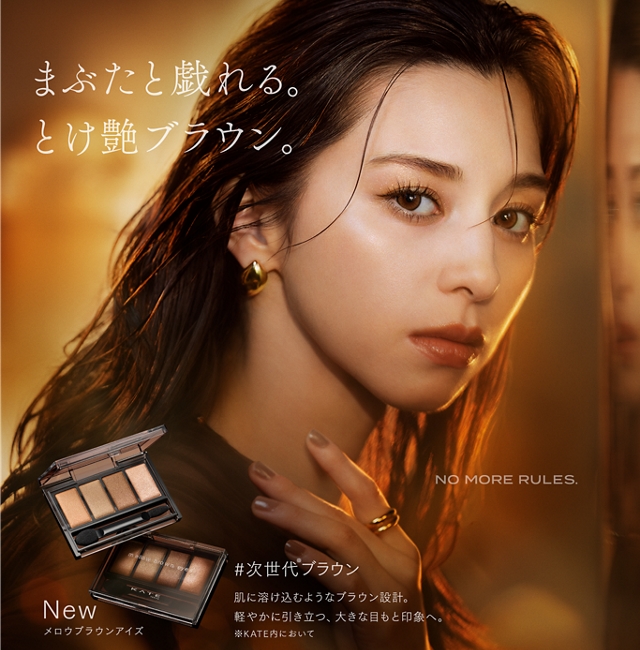 まぶたと戯れる。
とけ艶ブラウン。
NO MORE RULES.
#次世代ブラウン
肌に溶け込むようなブラウン設計。
軽やかに引き立つ、大きな目もと印象へ。
※KATE内において
KATE
New
メロウブラウンアイズ